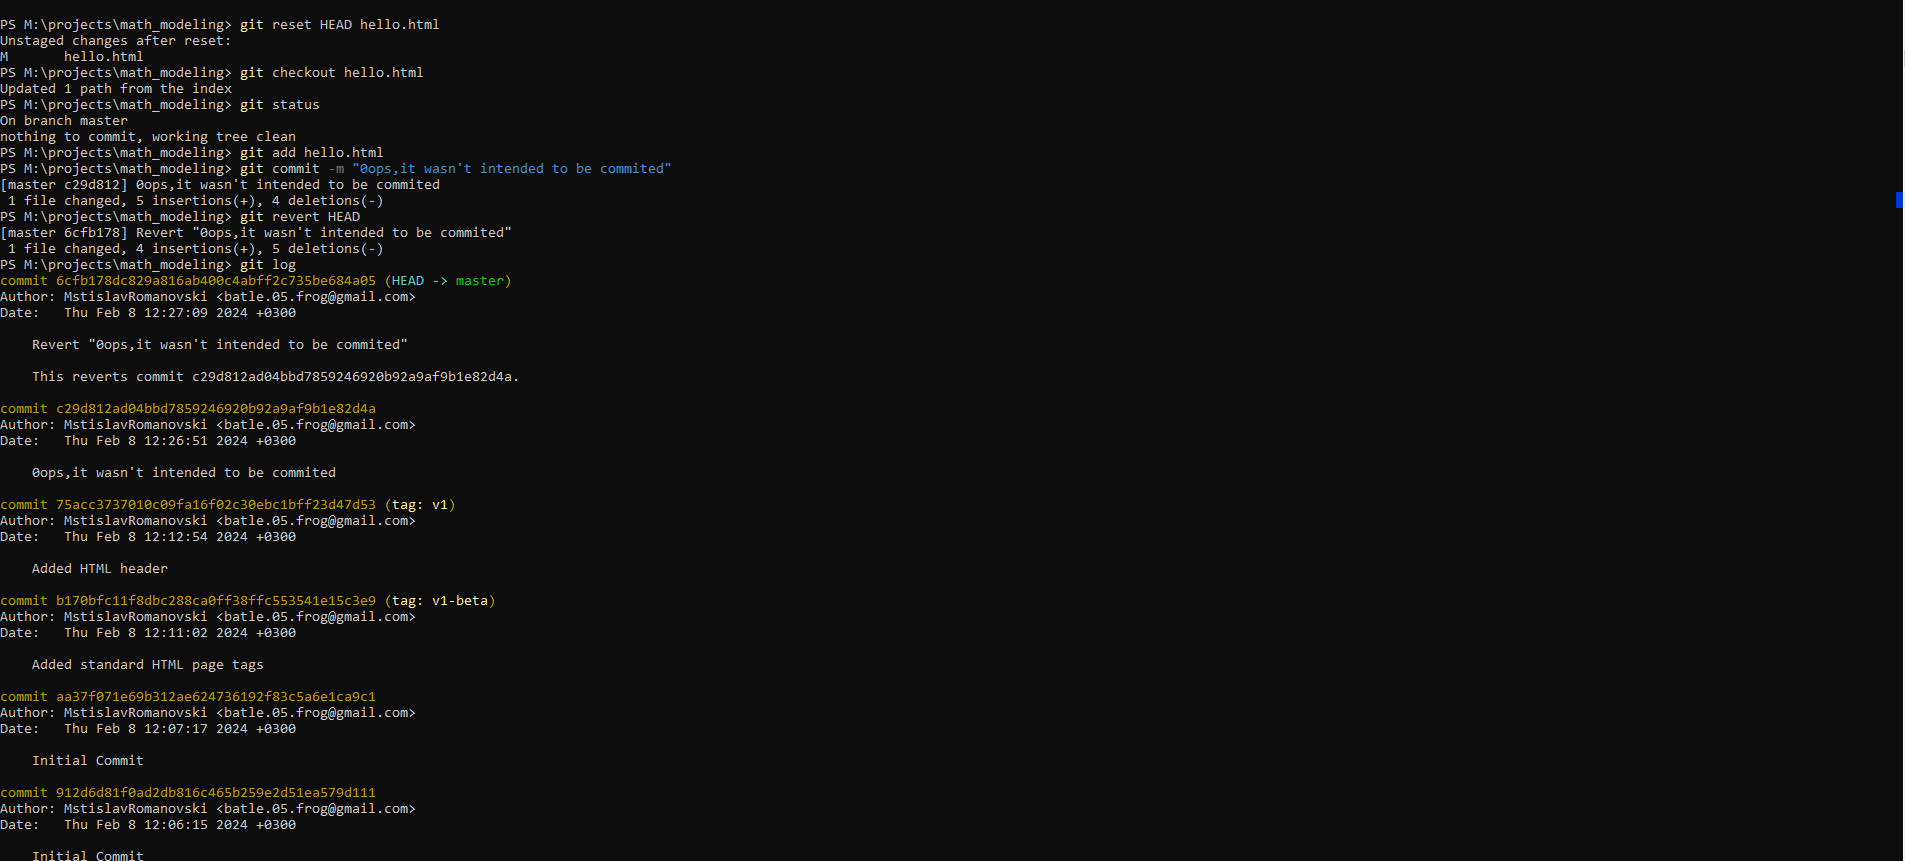 PS M:\projects\math_modeling> git reset HEAD hello.html
Unstaged changes after reset:
M       hello.html
PS M:\projects\math_modeling> git checkout hello.html
Updated 1 path from the index
PS M:\projects\math_modeling> git status
On branch master
nothing to commit, working tree clean
PS M:\projects\math_modeling> git add hello.html
PS M:\projects\math_modeling> git commit -m "0ops,it wasn't intended to be commited"
[master c29d812] 0ops,it wasn't intended to be commited
 1 file changed, 5 insertions(+), 4 deletions(-)
PS M:\projects\math_modeling> git revert HEAD
[master 6cfb178] Revert "0ops,it wasn't intended to be commited"
 1 file changed, 4 insertions(+), 5 deletions(-)
PS M:\projects\math_modeling> git log
commit 6cfb178dc829a816ab400c4abff2c735be684a05 (HEAD -> master)
Author: MstislavRomanovski <batle.05.frog@gmail.com>
Date:   Thu Feb 8 12:27:09 2024 +0300
    Revert "0ops,it wasn't intended to be commited"
    This reverts commit c29d812ad04bbd7859246920b92a9af9b1e82d4a.
commit c29d812ad04bbd7859246920b92a9af9b1e82d4a
Author: MstislavRomanovski <batle.05.frog@gmail.com>
Date:   Thu Feb 8 12:26:51 2024 +0300
    0ops,it wasn't intended to be commited
commit 75acc3737010c09fa16f02c30ebc1bff23d47d53 (tag: v1)
Author: MstislavRomanovski <batle.05.frog@gmail.com>
Date:   Thu Feb 8 12:12:54 2024 +0300
    Added HTML header
commit b170bfc11f8dbc288ca0ff38ffc553541e15c3e9 (tag: v1-beta)
Author: MstislavRomanovski <batle.05.frog@gmail.com>
Date:   Thu Feb 8 12:11:02 2024 +0300
    Added standard HTML page tags
commit aa37f071e69b312ae624736192f83c5a6e1ca9c1
Author: MstislavRomanovski <batle.05.frog@gmail.com>
Date:   Thu Feb 8 12:07:17 2024 +0300
    Initial Commit
commit 912d6d81f0ad2db816c465b259e2d51ea579d111
Author: MstislavRomanovski <batle.05.frog@gmail.com>
Date:   Thu Feb 8 12:06:15 2024 +0300
    Initial Commit